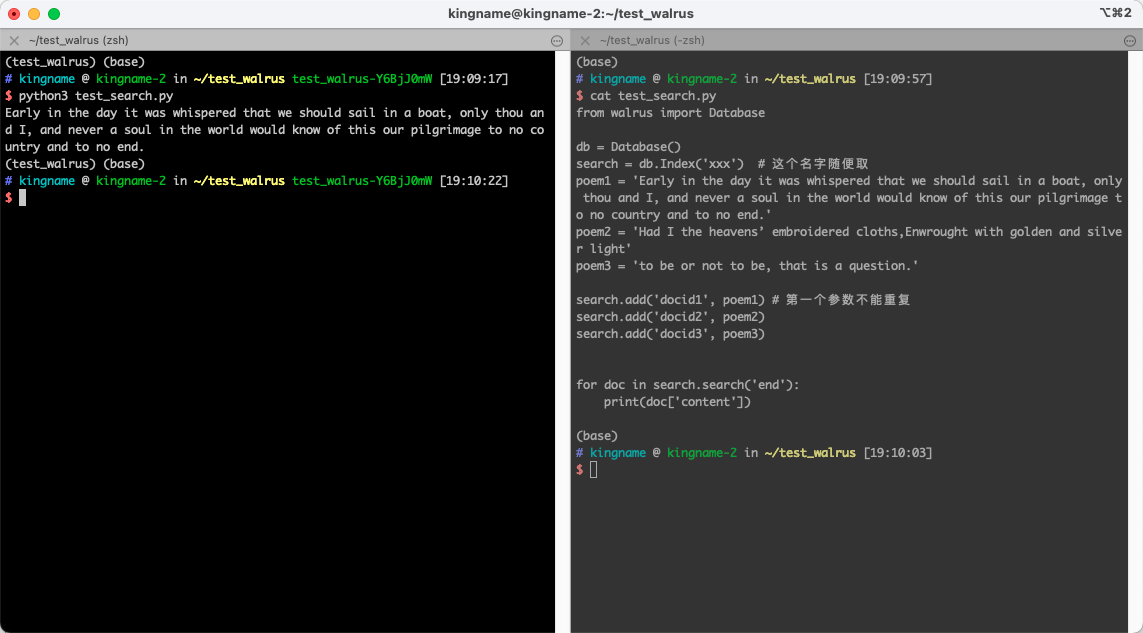 kingname@kingname-2:~/test_walrus
⌥⌘2
~/test_walrus (zsh)
(test_walrus) (base)
# kingname @ kingname-2 in ~/test_walrus test_walrus-Y6BjJ0mW [19:09:17]
$ python3 test_search.py
Early in the day it was whispered that we should sail in a boat, only thou an
d I, and never a soul in the world would know of this our pilgrimage to no co
untry and to no end.
(test_walrus) (base)
# kingname @ kingname-2 in ~/test_walrus test_walrus-Y6BjJ0mW [19:10:22]
$
~/test_walrus (-zsh)
(base)
# kingname @ kingname-2 in ~/test_walrus [19:09:57]
$ cat test_search.py
from walrus import Database
db = Database()
search = db.Index('xxx')  # 这个名字随便取
poem1 = 'Early in the day it was whispered that we should sail in a boat, only
 thou and I, and never a soul in the world would know of this our pilgrimage t
o no country and to no end.'
poem2 = 'Had I the heavens’ embroidered cloths,Enwrought with golden and silve
r light'
poem3 = 'to be or not to be, that is a question.'
search.add('docid1', poem1) # 第一个参数不能重复
search.add('docid2', poem2)
search.add('docid3', poem3)
for doc in search.search('end'):
    print(doc['content'])
(base)
# kingname @ kingname-2 in ~/test_walrus [19:10:03]
$